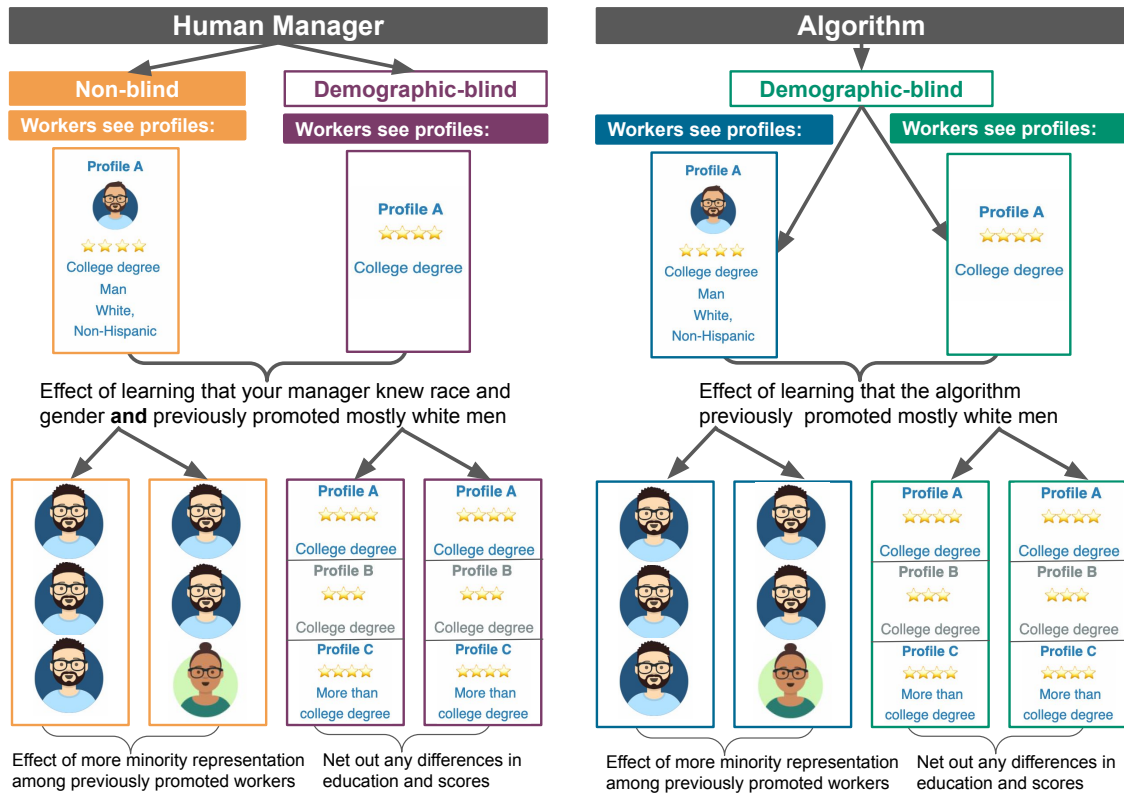 Human Manager
Non-blind
Demographic-blind
Workers see profiles:
Workers see profiles:
Profile A
College degree
Man
White,
Non-Hispanic
Profile A
College degree
Effect of learning that your manager knew race and
gender and previously promoted mostly white men
Profile A
College degree
Profile B
College degree
Profile C
More than
college degree
Profile A
College degree
Profile B
College degree
Profile C
More than
college degree
Effect of more minority representation
among previously promoted workers
Net out any differences in
education and scores
Algorithm
Demographic-blind
Workers see profiles:
Workers see profiles:
Profile A
College degree
Man
White,
Non-Hispanic
Profile A
College degree
Effect of learning that the algorithm
previously promoted mostly white men
Profile A
College degree
Profile B
College degree
Profile C
More than
college degree
Profile A
College degree
Profile B
College degree
Profile C
More than
college degree
Effect of more minority representation
among previously promoted workers
Net out any differences in
education and scores